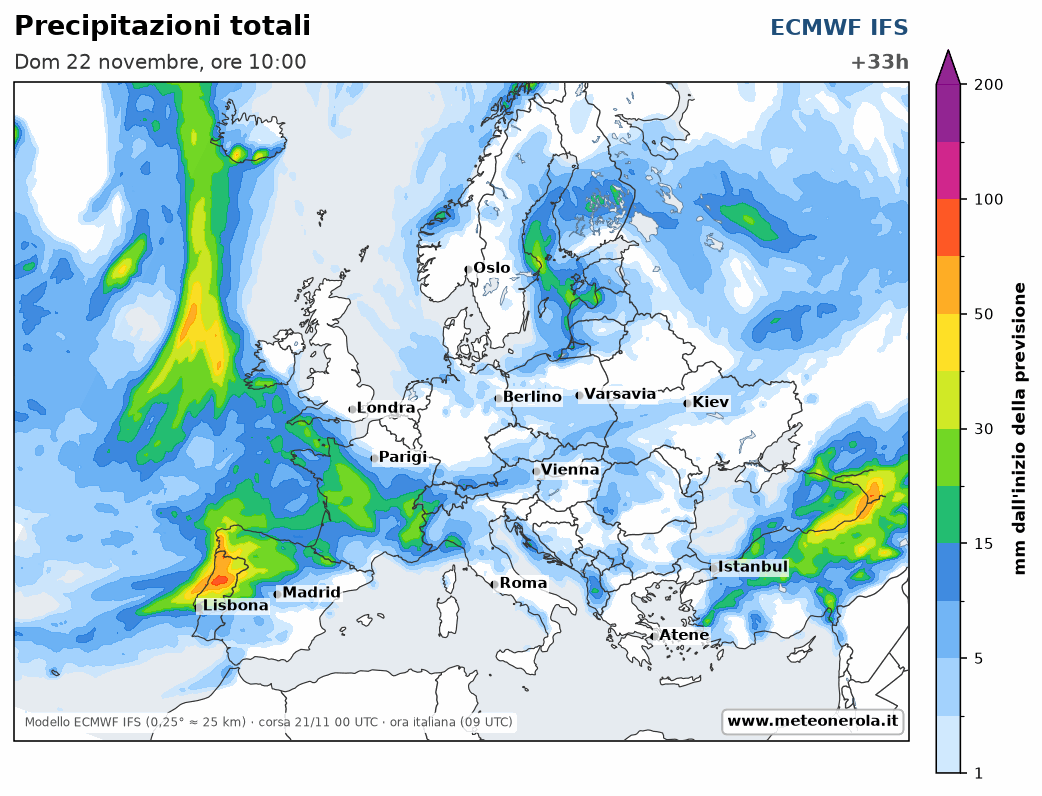 Precipitazioni totali
ECMWF IFS
Dom 22 novembre, ore 10:00
+33h
200
100
50
30
15
5
1
mm dall'inizio della previsione
Oslo
Berlino
Varsavia
Kiev
Londra
Parigi
Vienna
Istanbul
Roma
Madrid
Lisbona
Atene
Modello ECMWF IFS (0,25° ≈ 25 km) · corsa 21/11 00 UTC · ora italiana (09 UTC)
www.meteonerola.it